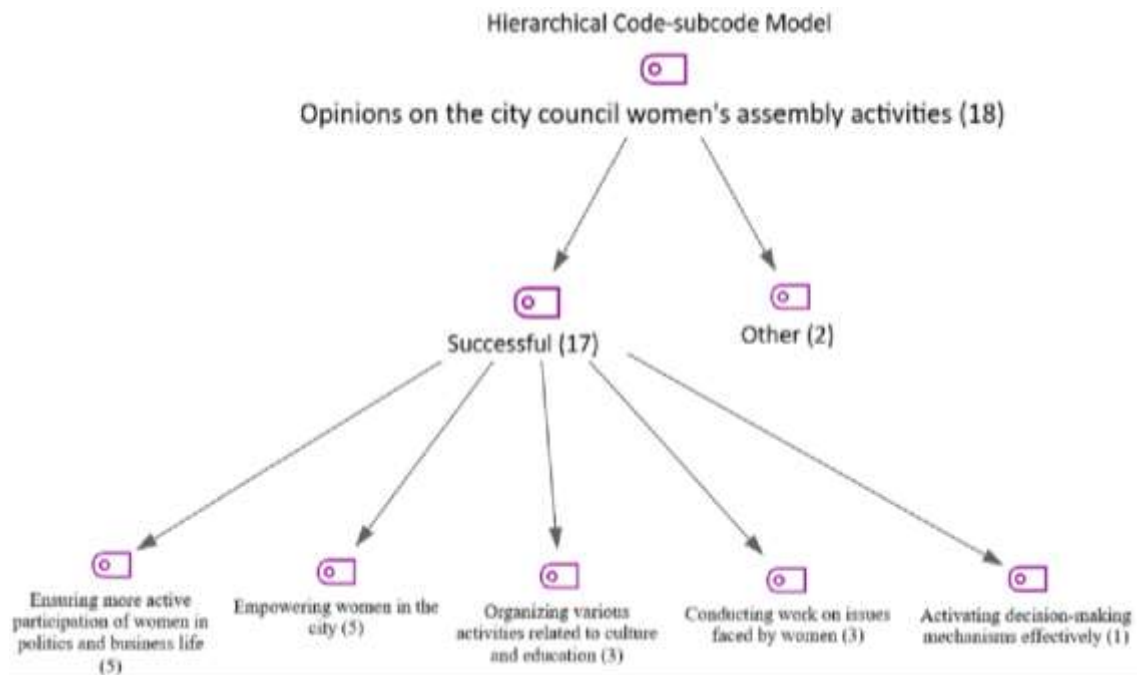 Hierarchical Code-subcode Model
Opinions on the city council women's assembly activities (18)
Successful (17)
Other (2)
Ensuring more active
participation of women in
politics and business life
(5)
Empowering women in the
city (5)
Organizing various
activities related to culture
and education (3)
Conducting work on issues
faced by women (3)
Activating decision-making
mechanisms effectively (1)